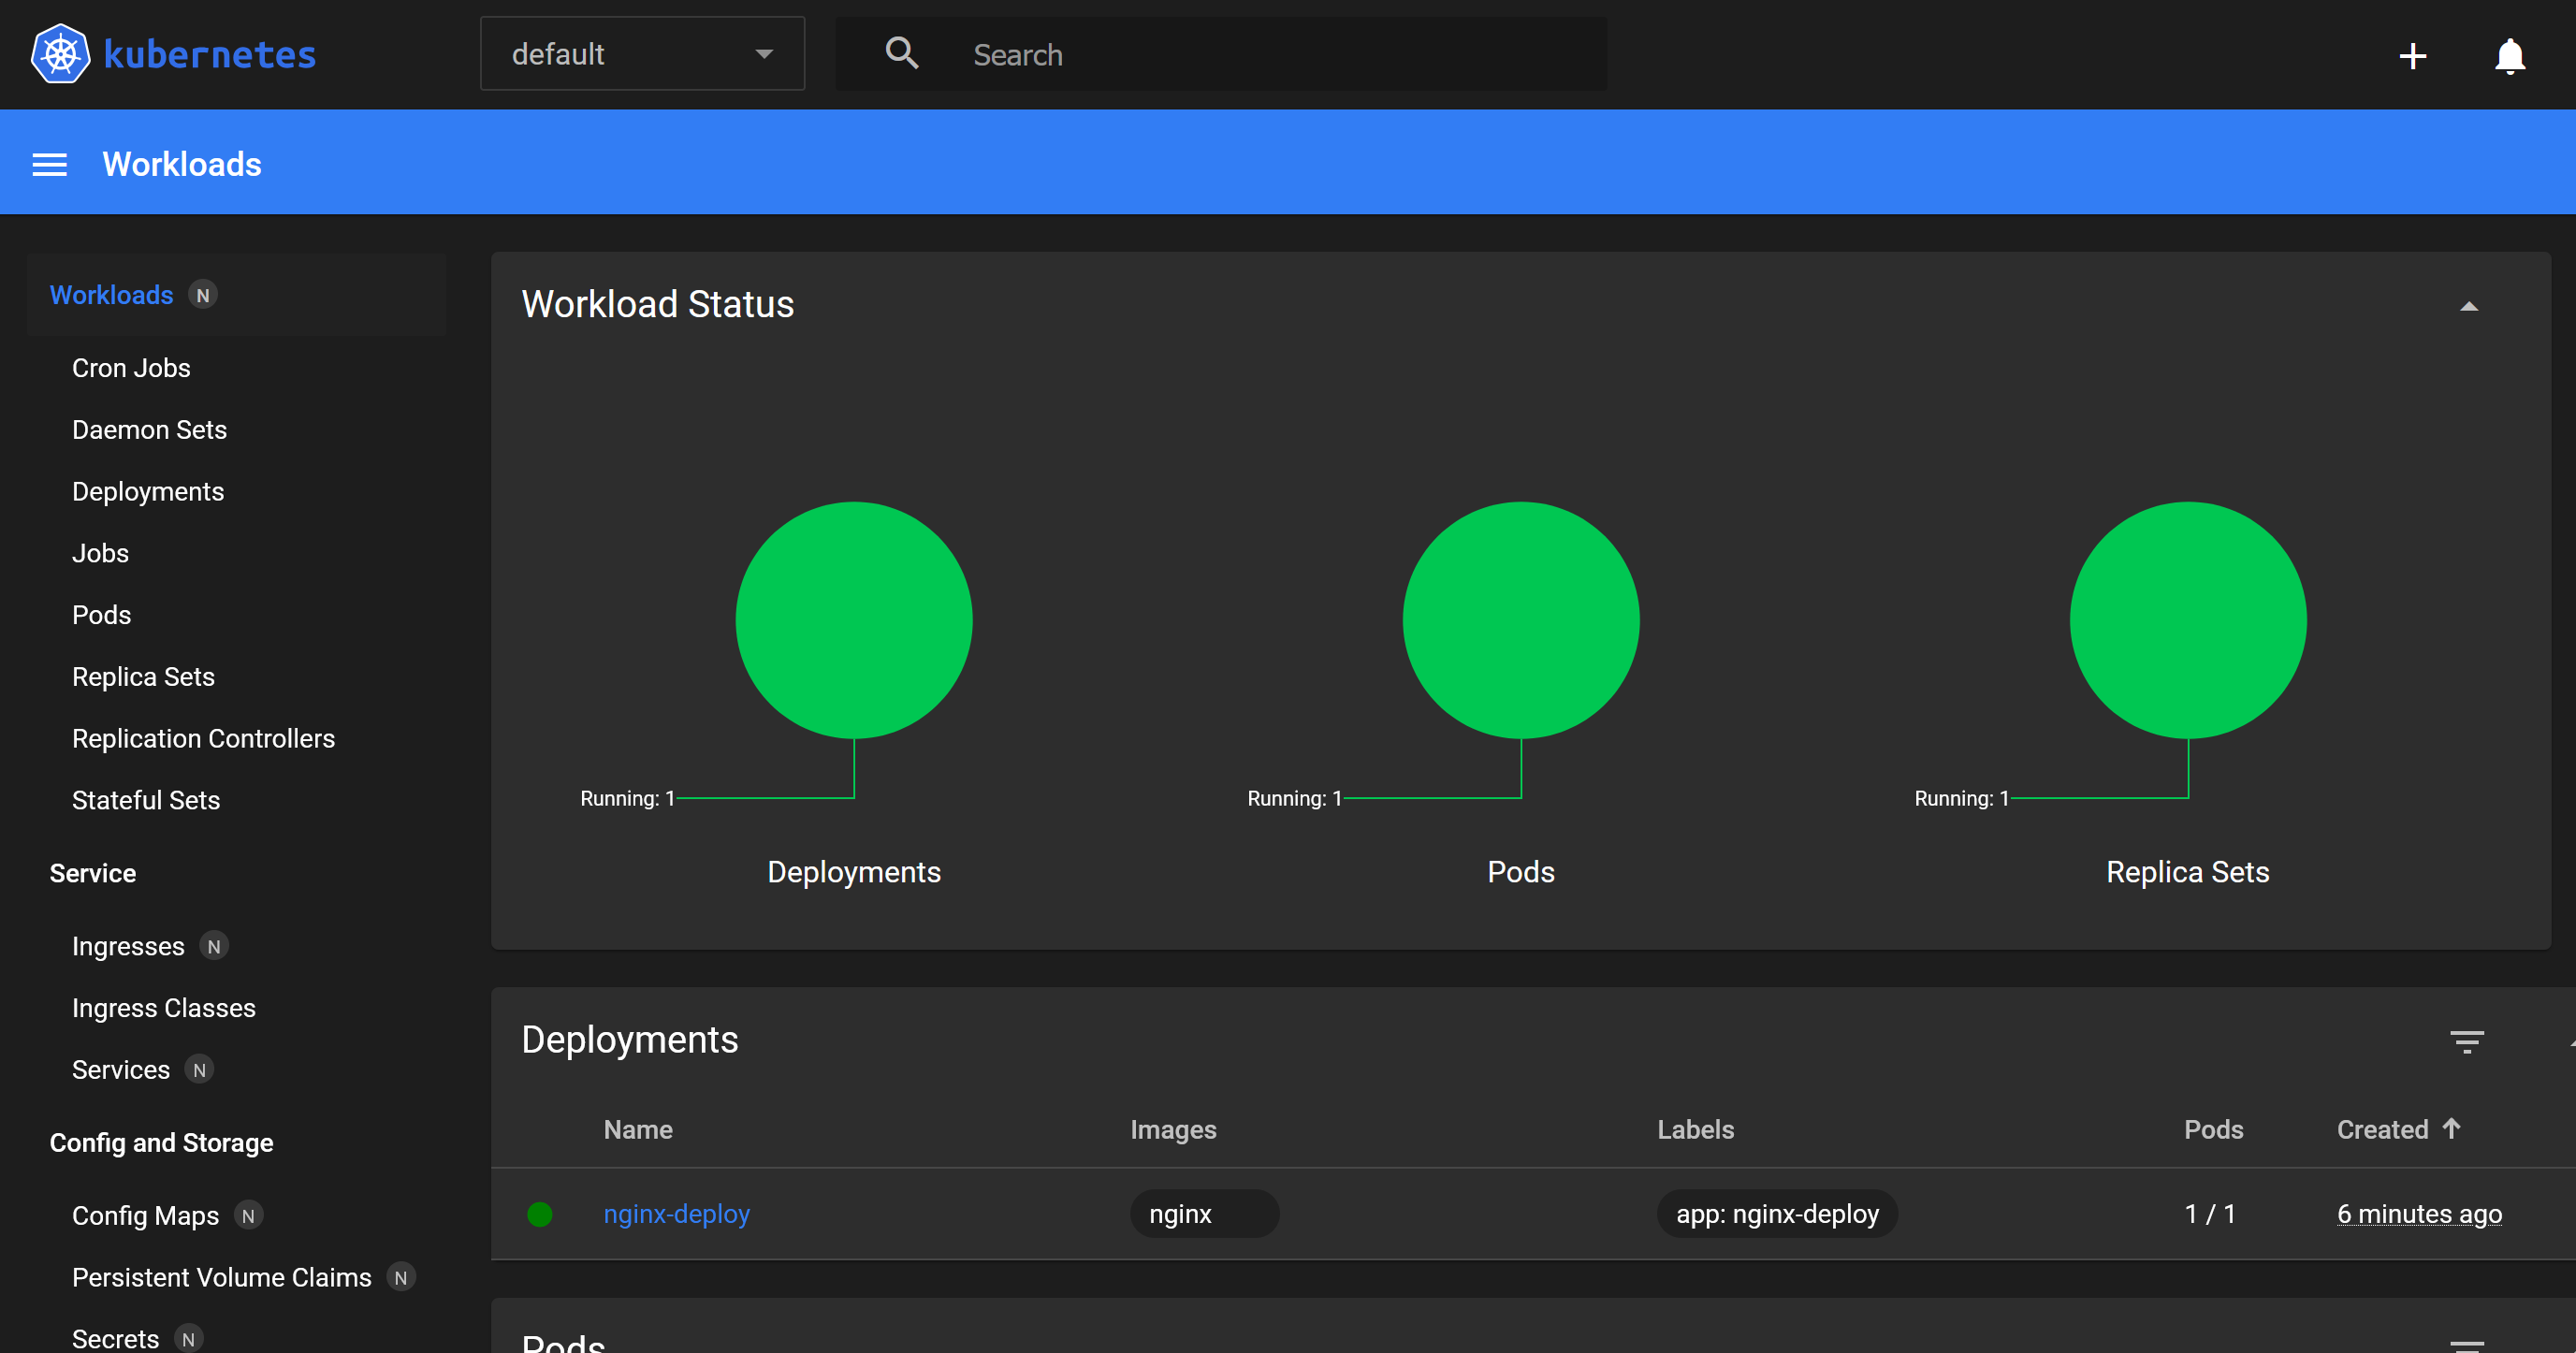 kubernetes
default
Search
Workloads
Workloads N
Cron Jobs
Daemon Sets
Deployments
Jobs
Pods
Replica Sets
Replication Controllers
Stateful Sets
Service
Ingresses N
Ingress Classes
Services N
Config and Storage
Config Maps N
Persistent Volume Claims N
Secrets N
Workload Status
Running: 1
Deployments
Running: 1
Pods
Running: 1
Replica Sets
Deployments
Name Images Labels Pods Created
nginx-deploy nginx app: nginx-deploy 1 / 1 6 minutes ago
Pods